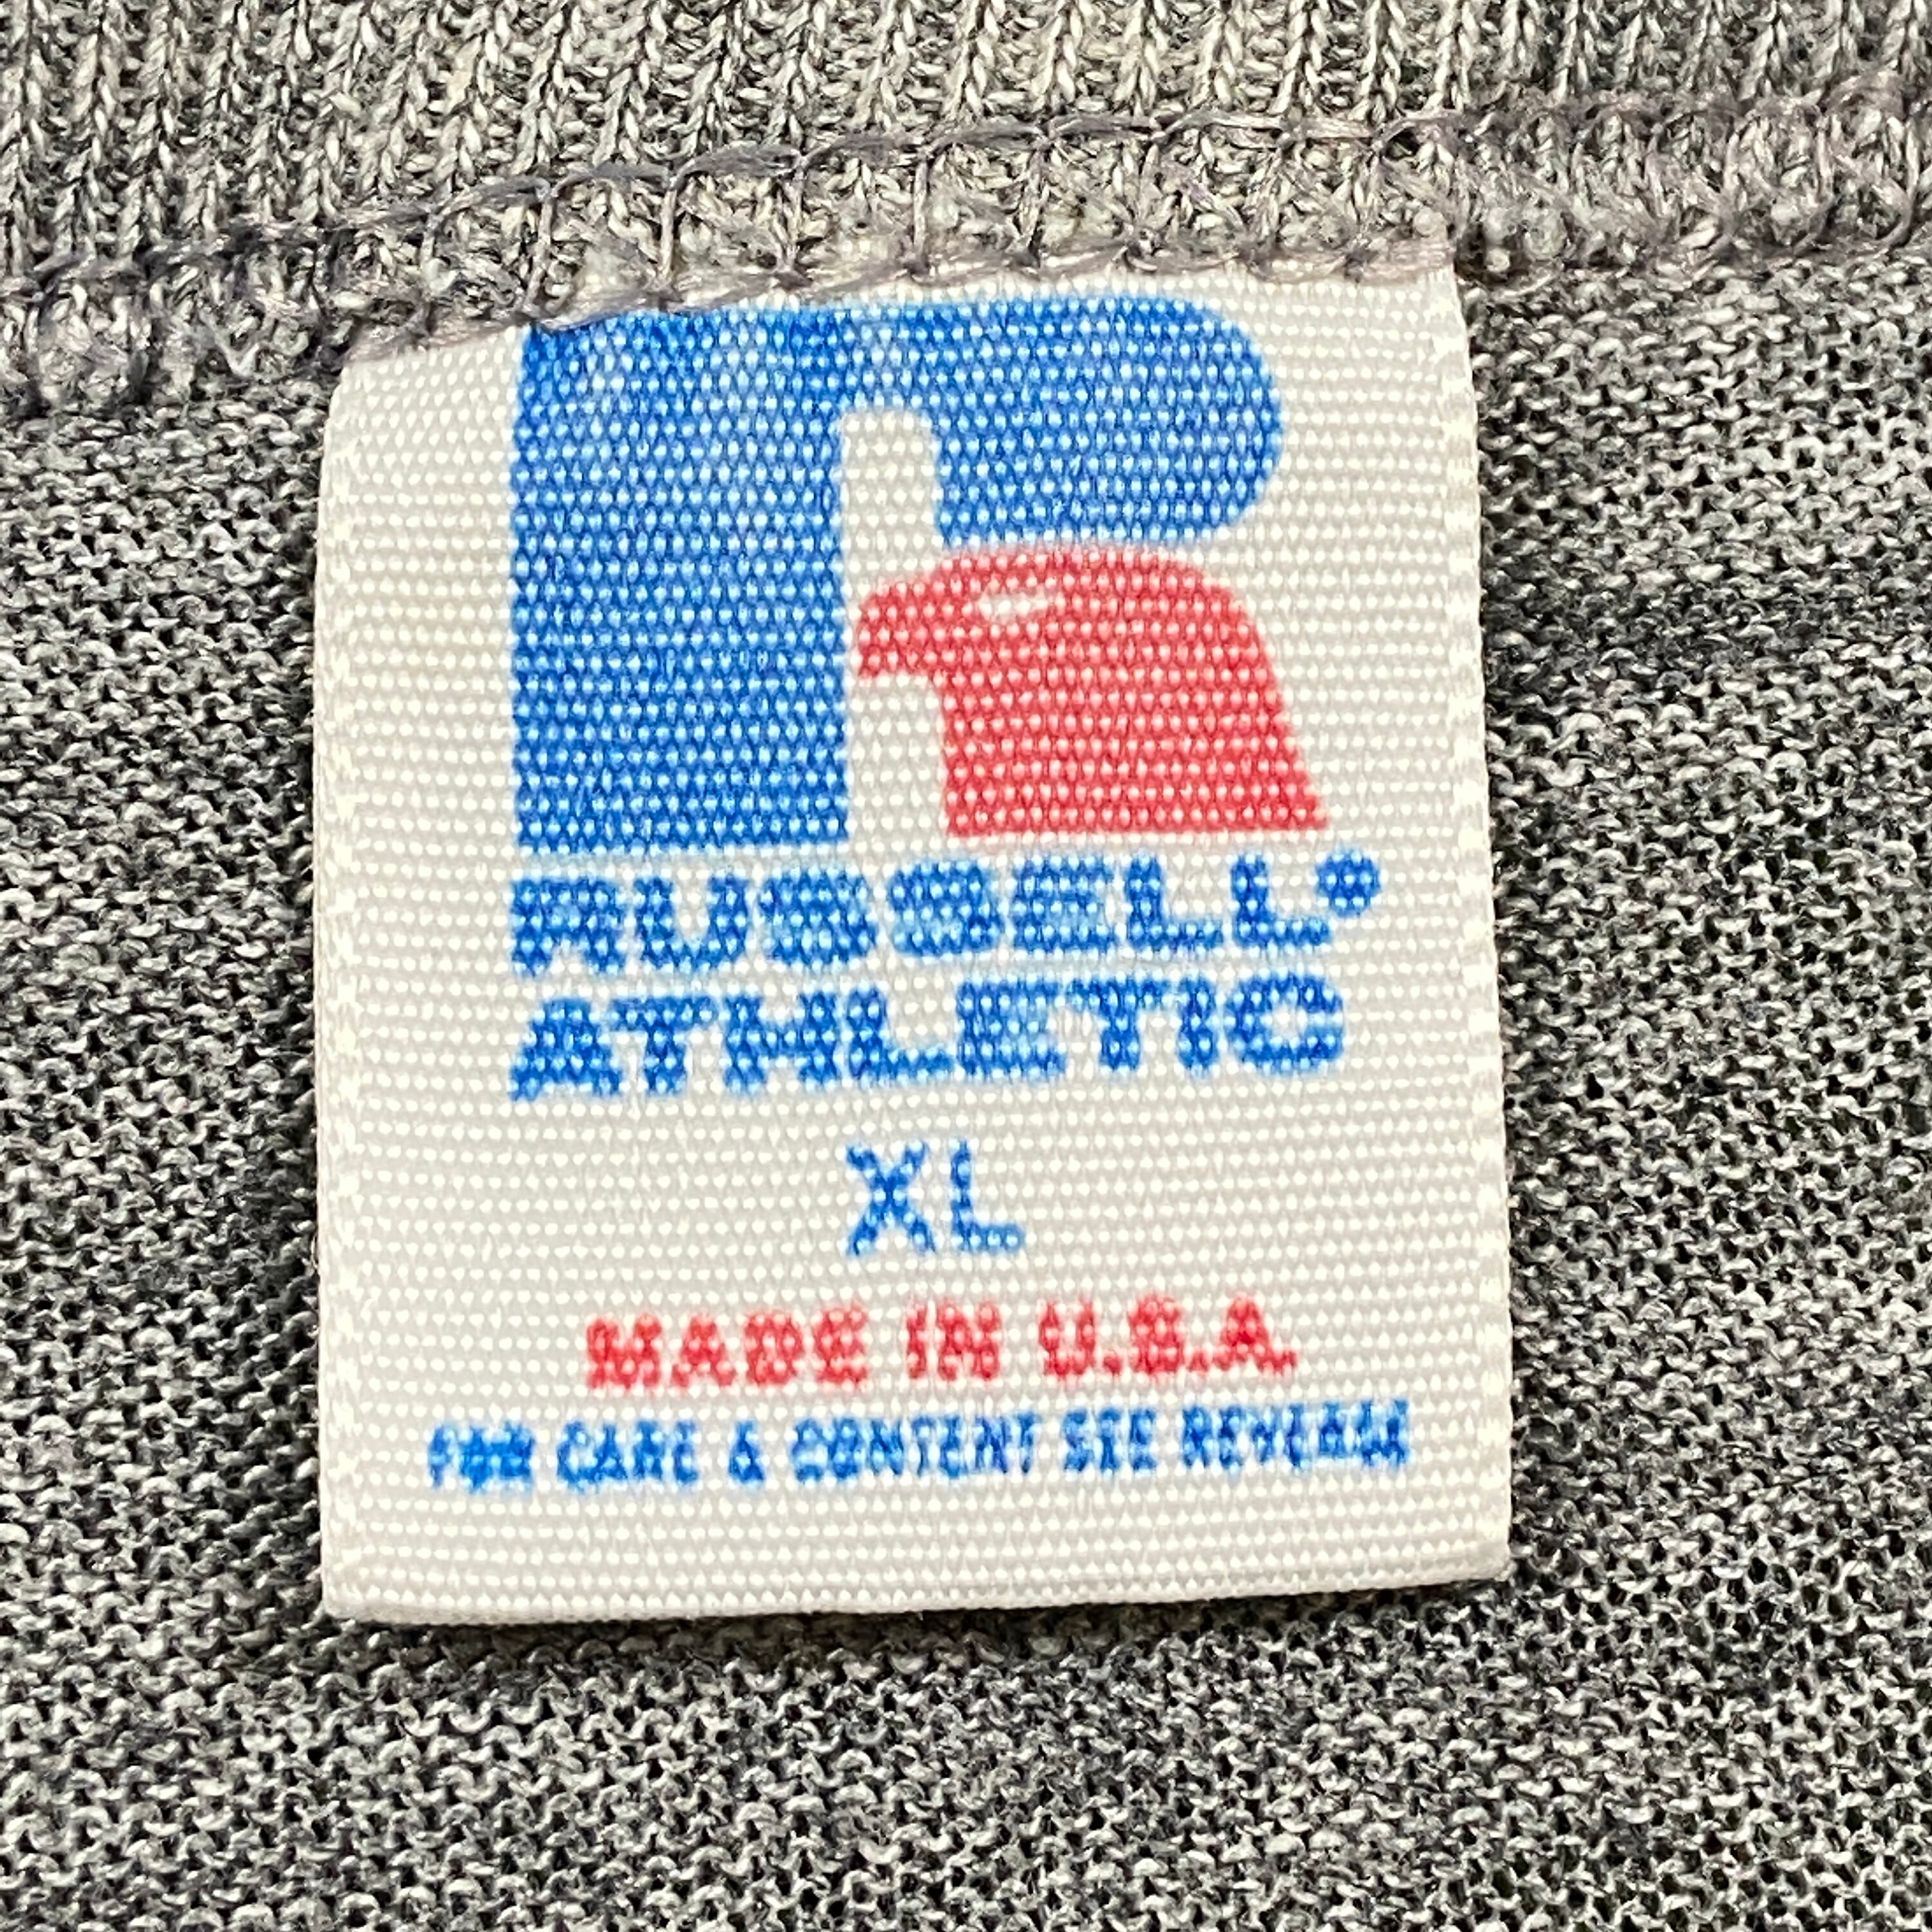 RUSSELL®
ATHLETIC
XL
MADE IN U.S.A.
FOR CARE & CONTENT SEE REVERSE